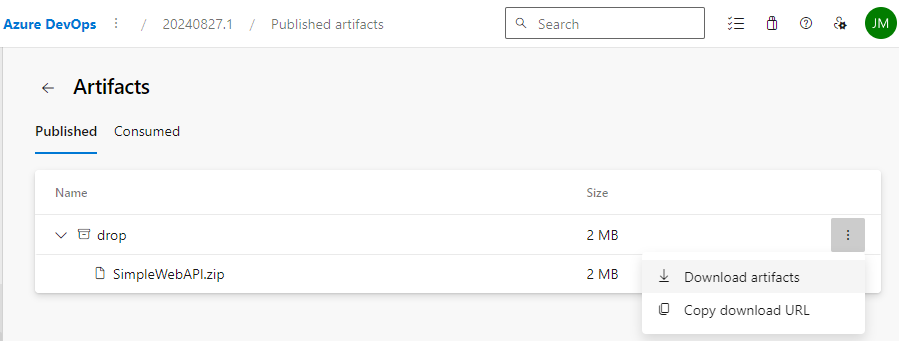 Azure DevOps / 20240827.1 / Published artifacts Search JM
Artifacts
Published Consumed
Name Size
drop 2 MB
SimpleWebAPI.zip 2 MB
Download artifacts
Copy download URL